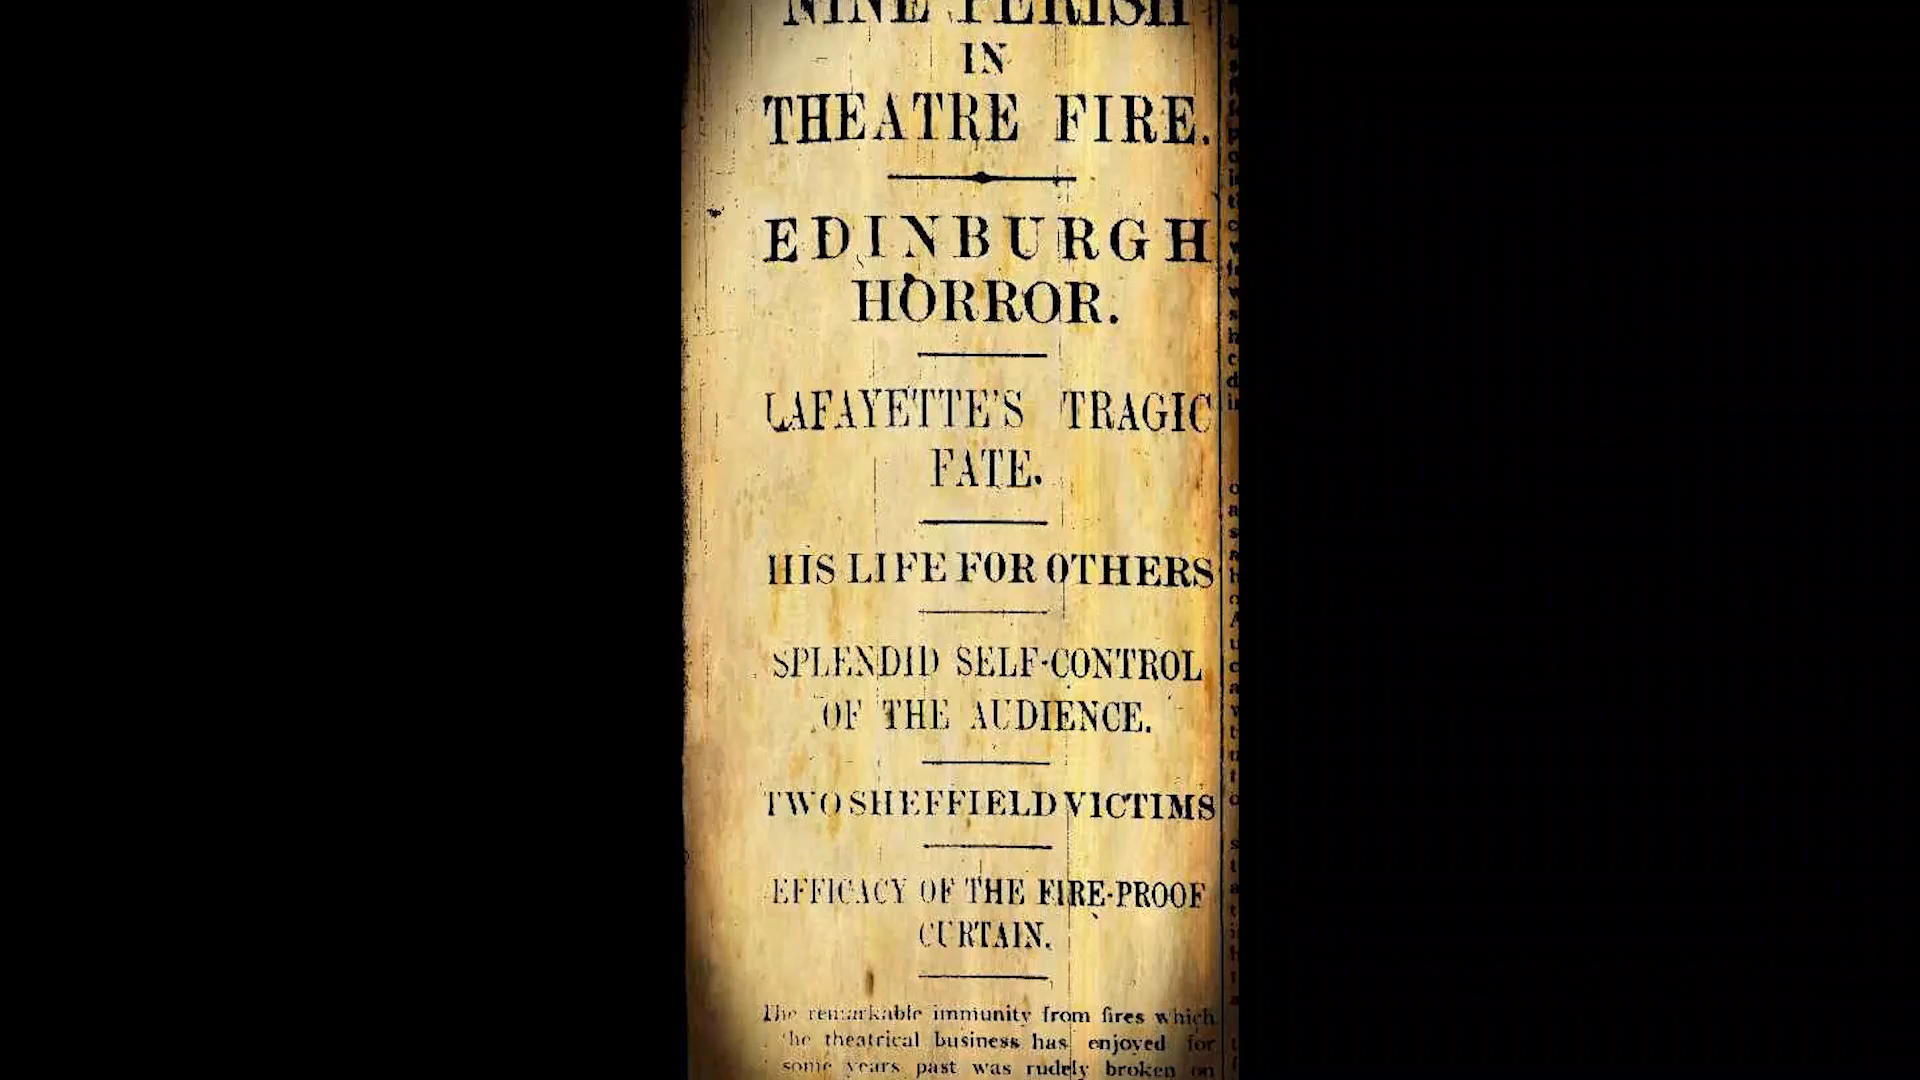 NINE PERISH
IN
THEATRE FIRE.
EDINBURGH
HORROR.
LAFAYETTE'S TRAGIC
FATE.
HIS LIFE FOR OTHERS
SPLENDID SELF-CONTROL
OF THE AUDIENCE.
TWO SHEFFIELD VICTIMS
EFFICACY OF THE FIRE-PROOF
CURTAIN.
The remarkable immunity from fires which
the theatrical business has enjoyed for
some years past was rudely broken on